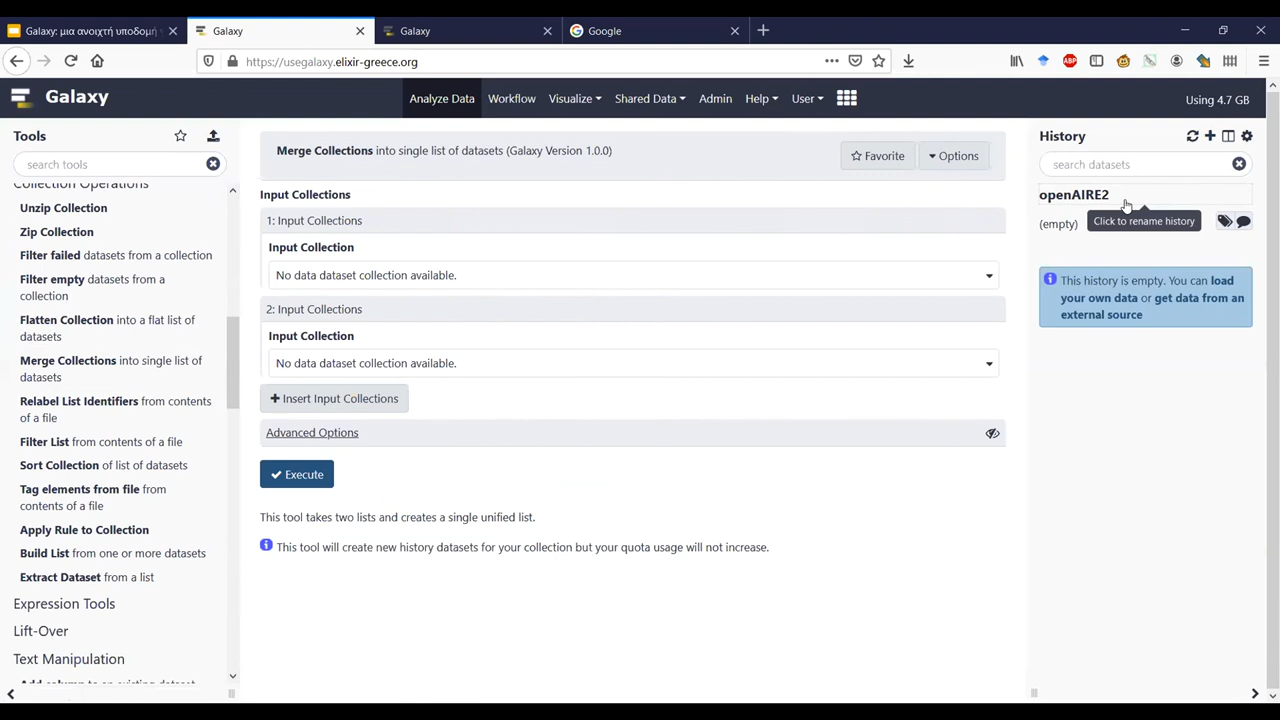 Galaxy: μια ανοιχτή υποδομή γ
Galaxy
Galaxy
Google
https://usegalaxy.elixir-greece.org
ABP
Galaxy
Analyze Data
Workflow
Visualize
Shared Data
Admin
Help
User
Using 4.7 GB
Tools
search tools
Collection Operations
Unzip Collection
Zip Collection
Filter failed datasets from a collection
Filter empty datasets from a
collection
Flatten Collection into a flat list of
datasets
Merge Collections into single list of
datasets
Relabel List Identifiers from contents
of a file
Filter List from contents of a file
Sort Collection of list of datasets
Tag elements from file from
contents of a file
Apply Rule to Collection
Build List from one or more datasets
Extract Dataset from a list
Expression Tools
Lift-Over
Text Manipulation
Add column to an existing dataset
Merge Collections into single list of datasets (Galaxy Version 1.0.0)
Favorite
Options
Input Collections
1: Input Collections
Input Collection
No data dataset collection available.
2: Input Collections
Input Collection
No data dataset collection available.
Insert Input Collections
Advanced Options
Execute
This tool takes two lists and creates a single unified list.
This tool will create new history datasets for your collection but your quota usage will not increase.
History
search datasets
openAIRE2
Click to rename history
(empty)
This history is empty. You can load
your own data or get data from an
external source